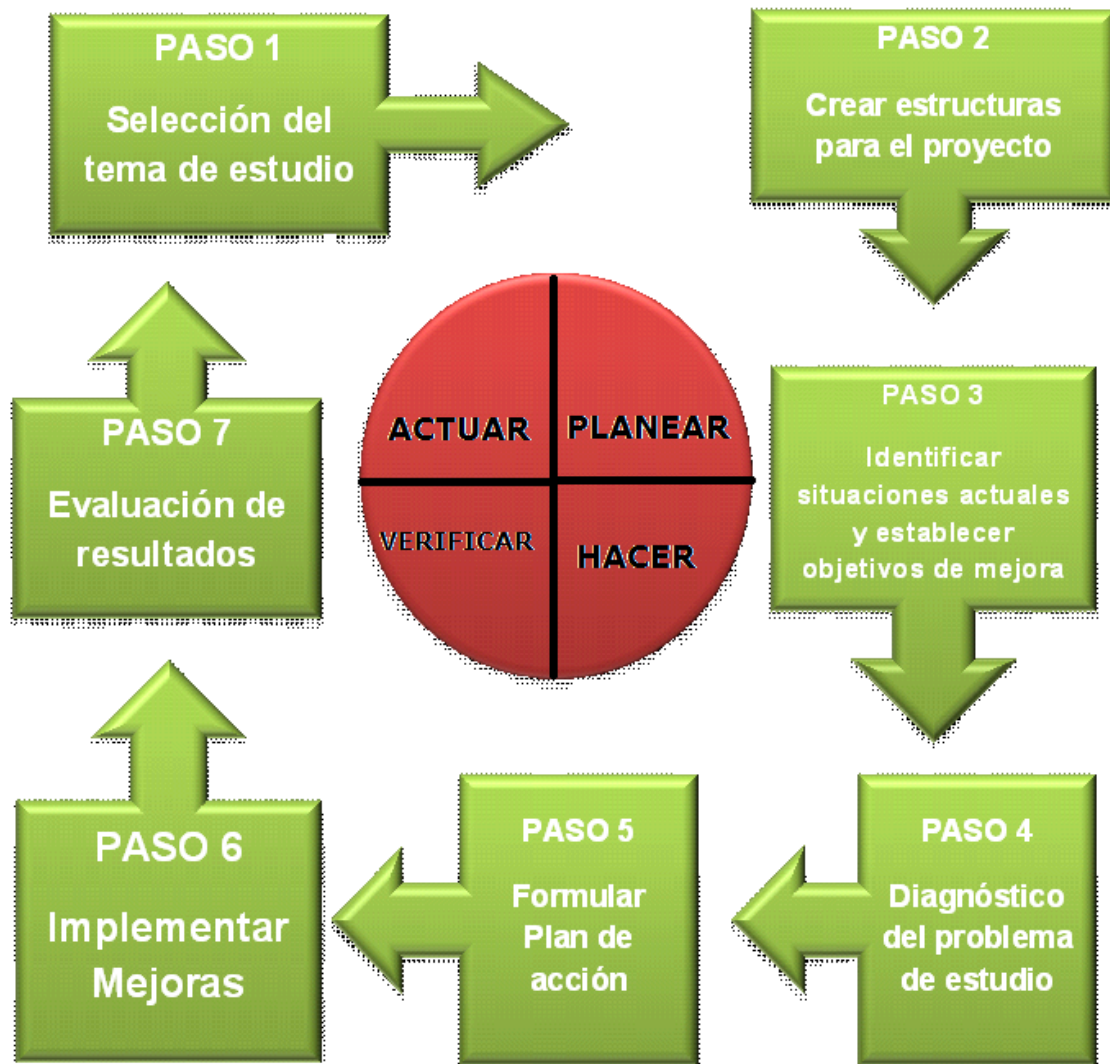 PASO 1
Selección del
tema de estudio
PASO 2
Crear estructuras
para el proyecto
PASO 3
Identificar
situaciones actuales
y establecer
objetivos de mejora
PASO 4
Diagnóstico
del problema
de estudio
PASO 5
Formular
Plan de
acción
PASO 6
Implementar
Mejoras
PASO 7
Evaluación de
resultados
ACTUAR
PLANEAR
VERIFICAR
HACER